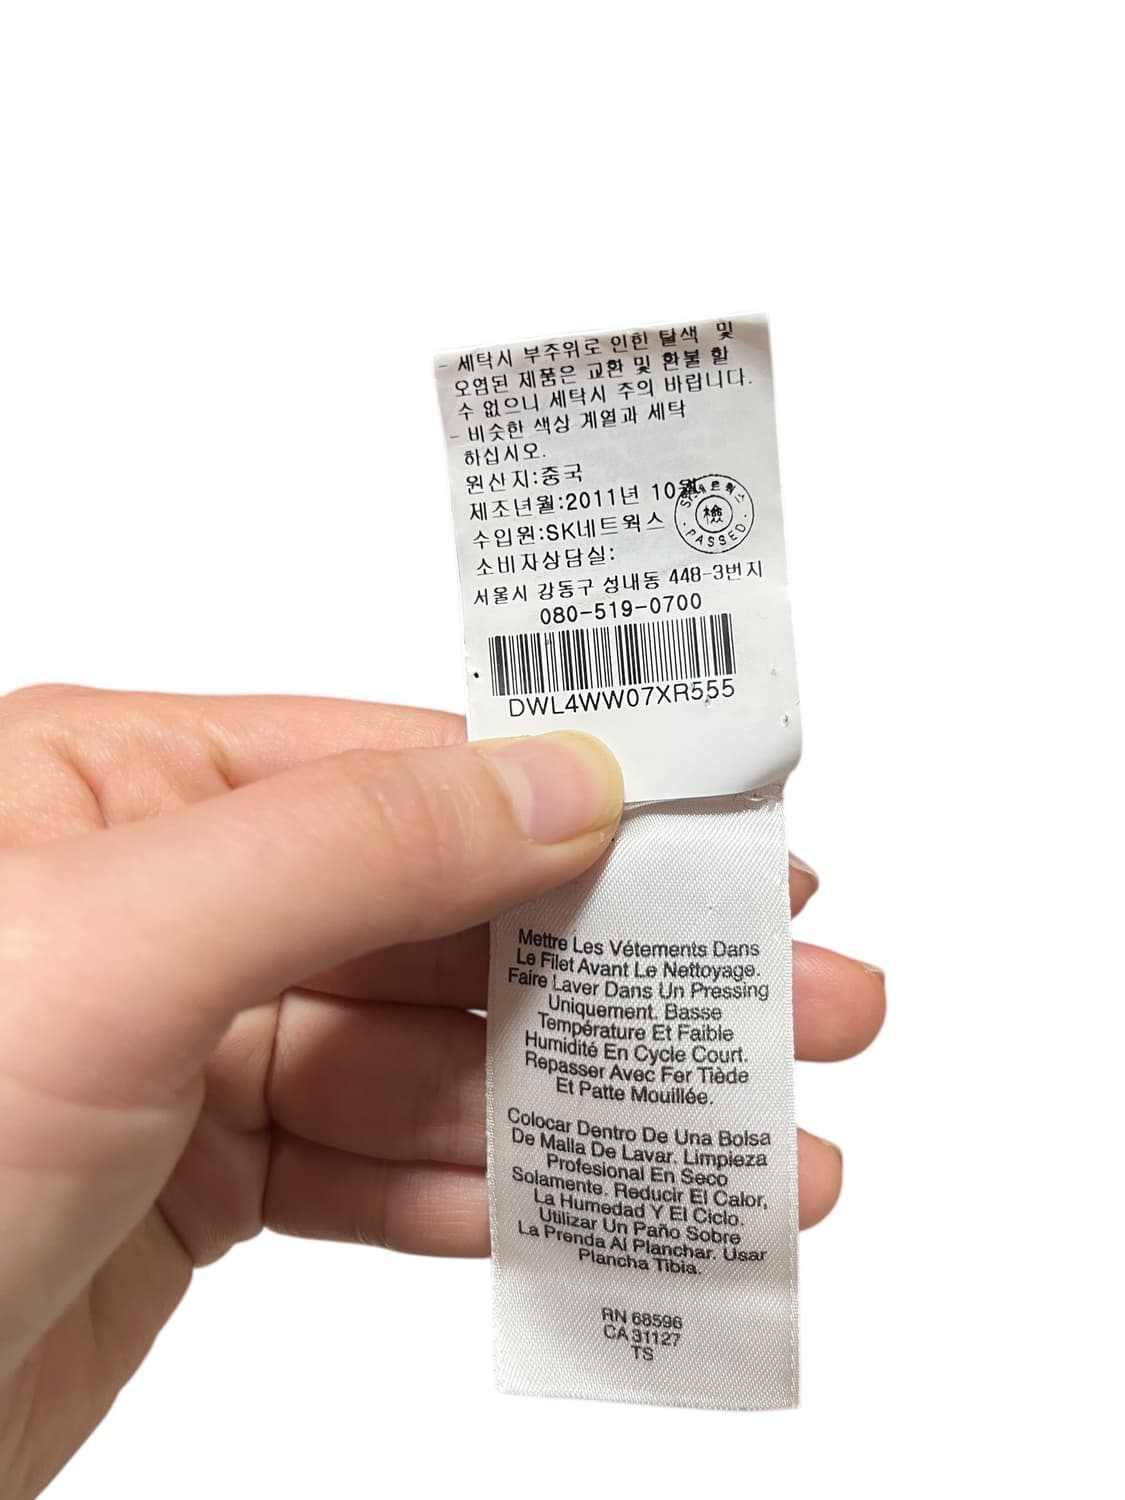 - 세탁시 부주위로 인한 탈색 및
오염된 제품은 교환 및 환불 할
수 없으니 세탁시 주의 바랍니다.
- 비슷한 색상 계열과 세탁
하십시오.
원산지:중국
제조년월:2011년 10월
수입원:SK네트웍스
SK네트웍스
檢
PASSED
소비자상담실:
서울시 강동구 성내동 448-3번지
080-519-0700
DWL4WW07XR555
Mettre Les Vétements Dans
Le Filet Avant Le Nettoyage.
Faire Laver Dans Un Pressing
Uniquement. Basse
Température Et Faible
Humidité En Cycle Court.
Repasser Avec Fer Tiède
Et Patte Mouillée.
Colocar Dentro De Una Bolsa
De Malla De Lavar. Limpieza
Profesional En Seco
Solamente. Reducir El Calor,
La Humedad Y El Ciclo.
Utilizar Un Paño Sobre
La Prenda Al Planchar. Usar
Plancha Tibia.
RN 68596
CA 31127
TS